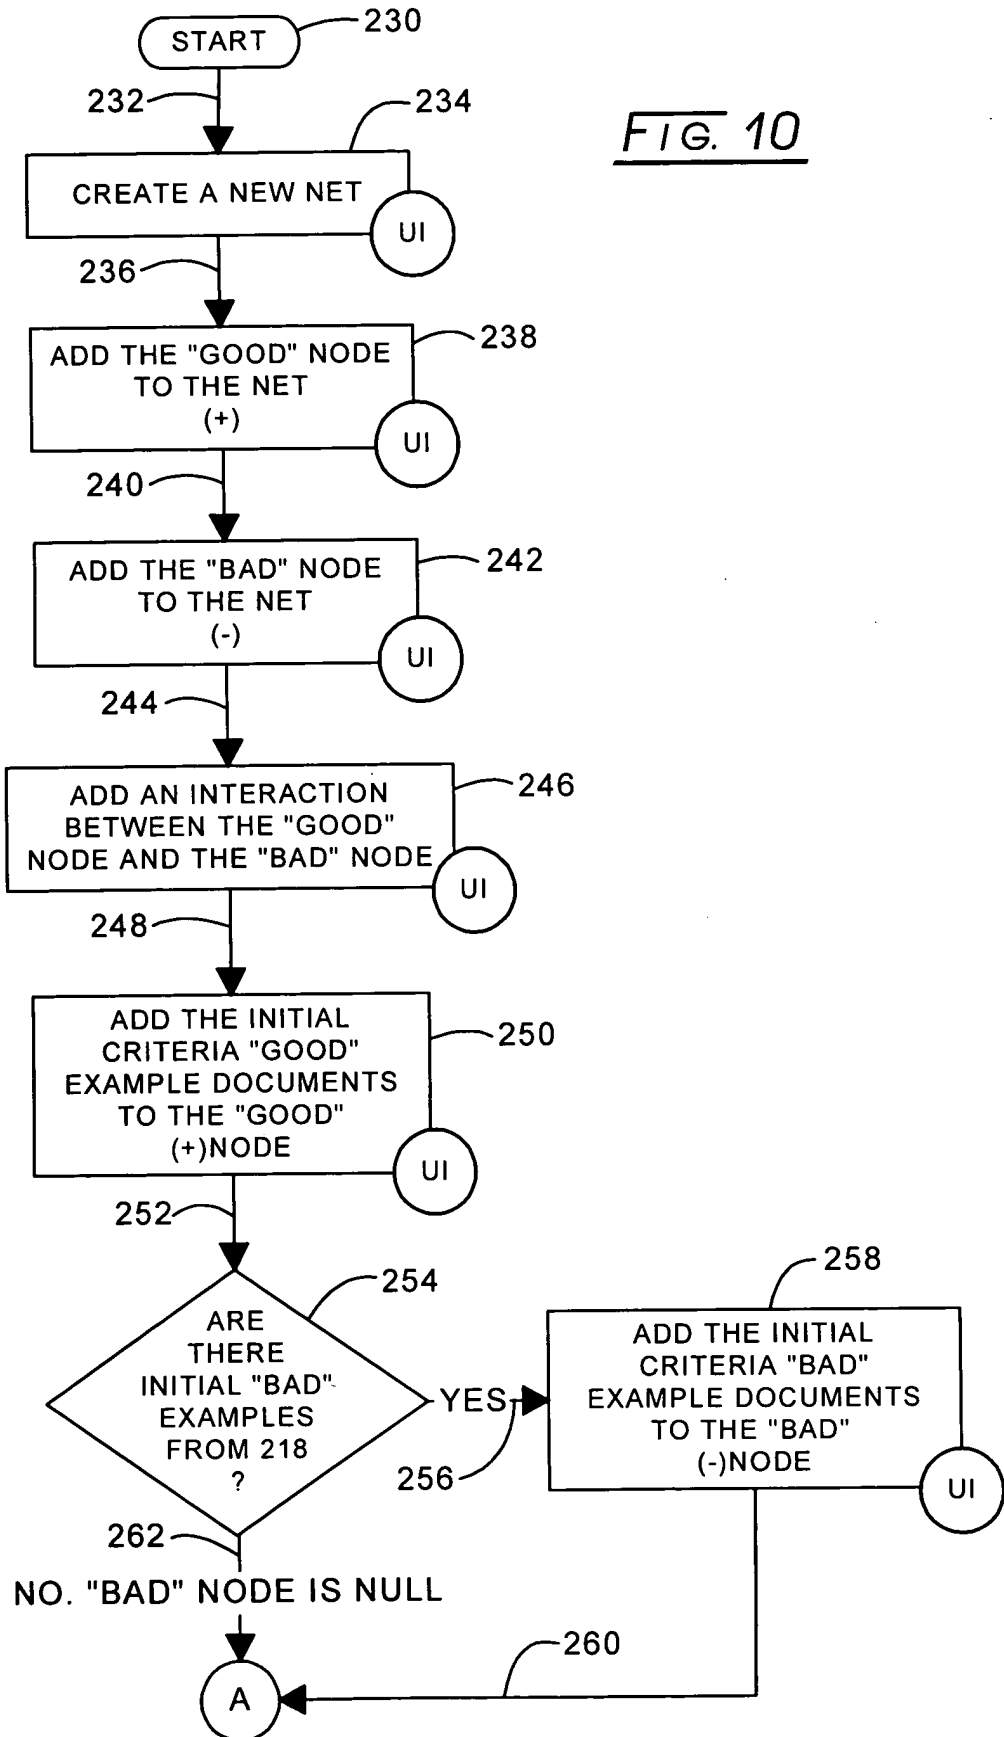 START
230
232
234
FIG. 10
CREATE A NEW NET
UI
236
238
ADD THE "GOOD" NODE
TO THE NET
(+)
UI
240
242
ADD THE "BAD" NODE
TO THE NET
(-)
UI
244
246
ADD AN INTERACTION
BETWEEN THE "GOOD"
NODE AND THE "BAD" NODE
UI
248
250
ADD THE INITIAL
CRITERIA "GOOD"
EXAMPLE DOCUMENTS
TO THE "GOOD"
(+)NODE
UI
252
254
ARE
THERE
INITIAL "BAD"
EXAMPLES
FROM 218
?
YES
256
258
ADD THE INITIAL
CRITERIA "BAD"
EXAMPLE DOCUMENTS
TO THE "BAD"
(-)NODE
UI
262
NO. "BAD" NODE IS NULL
260
A